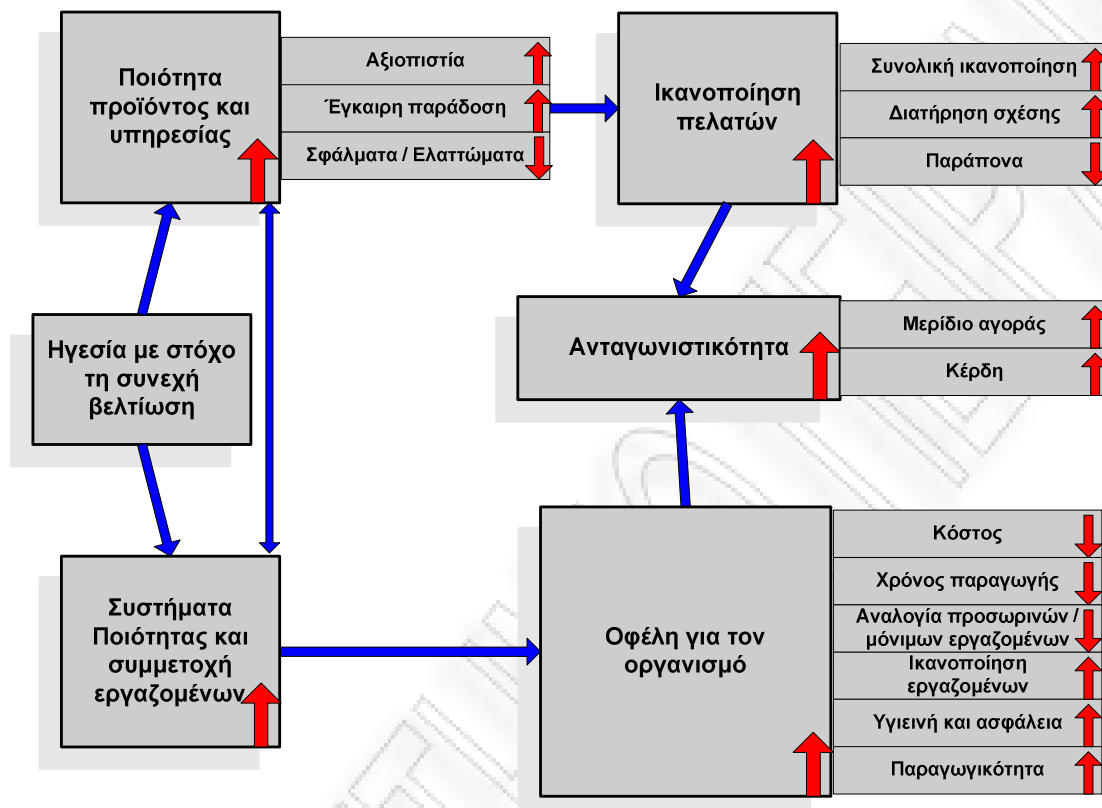 Ποιότητα
προϊόντος και
υπηρεσίας
Αξιοπιστία
Έγκαιρη παράδοση
Σφάλματα / Ελαττώματα
Ικανοποίηση
πελατών
Συνολική ικανοποίηση
Διατήρηση σχέσης
Παράπονα
Ηγεσία με στόχο
τη συνεχή
βελτίωση
Ανταγωνιστικότητα
Μερίδιο αγοράς
Κέρδη
Συστήματα
Ποιότητας και
συμμετοχή
εργαζομένων
Οφέλη για τον
οργανισμό
Κόστος
Χρόνος παραγωγής
Αναλογία προσωρινών /
μόνιμων εργαζομένων
Ικανοποίηση
εργαζομένων
Υγιεινή και ασφάλεια
Παραγωγικότητα